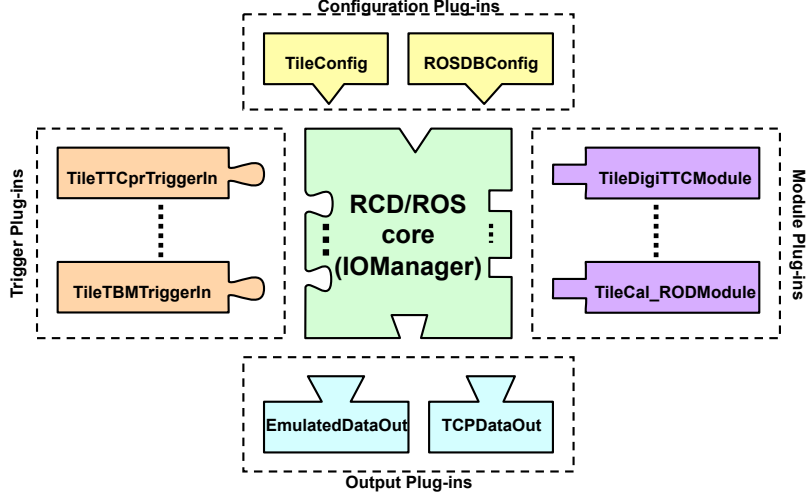 Configuration Plug-ins
TileConfig
ROSDBConfig
Trigger Plug-ins
TileTTCprTriggerIn
TileTBMTriggerIn
RCD/ROS
core
(IOManager)
TileDigiTTCModule
TileCal_RODModule
Module Plug-ins
EmulatedDataOut
TCPDataOut
Output Plug-ins